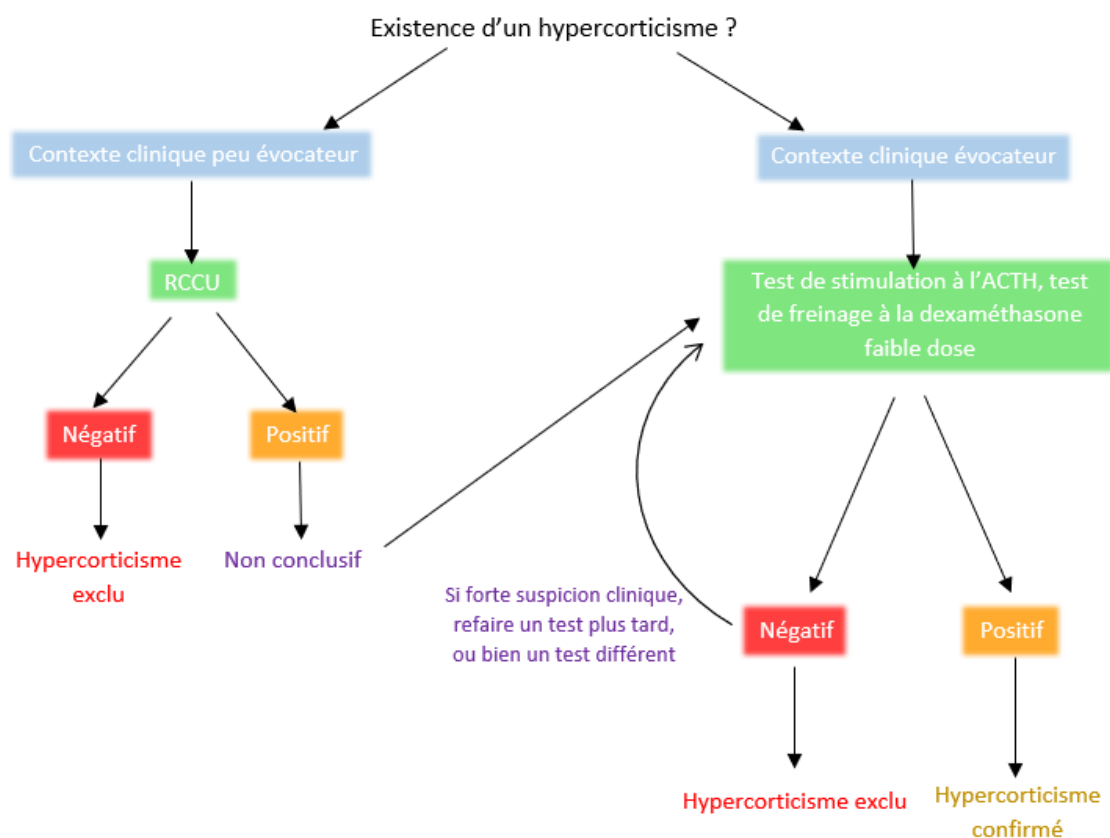 Existence d'un hypercorticisme ?
Contexte clinique peu évocateur
Contexte clinique évocateur
RCCU
Test de stimulation à l'ACTH, test
de freinage à la dexaméthasone
faible dose
Négatif
Positif
Hypercorticisme
exclu
Non conclusif
Si forte suspicion clinique,
refaire un test plus tard,
ou bien un test différent
Négatif
Positif
Hypercorticisme exclu
Hypercorticisme
confirmé